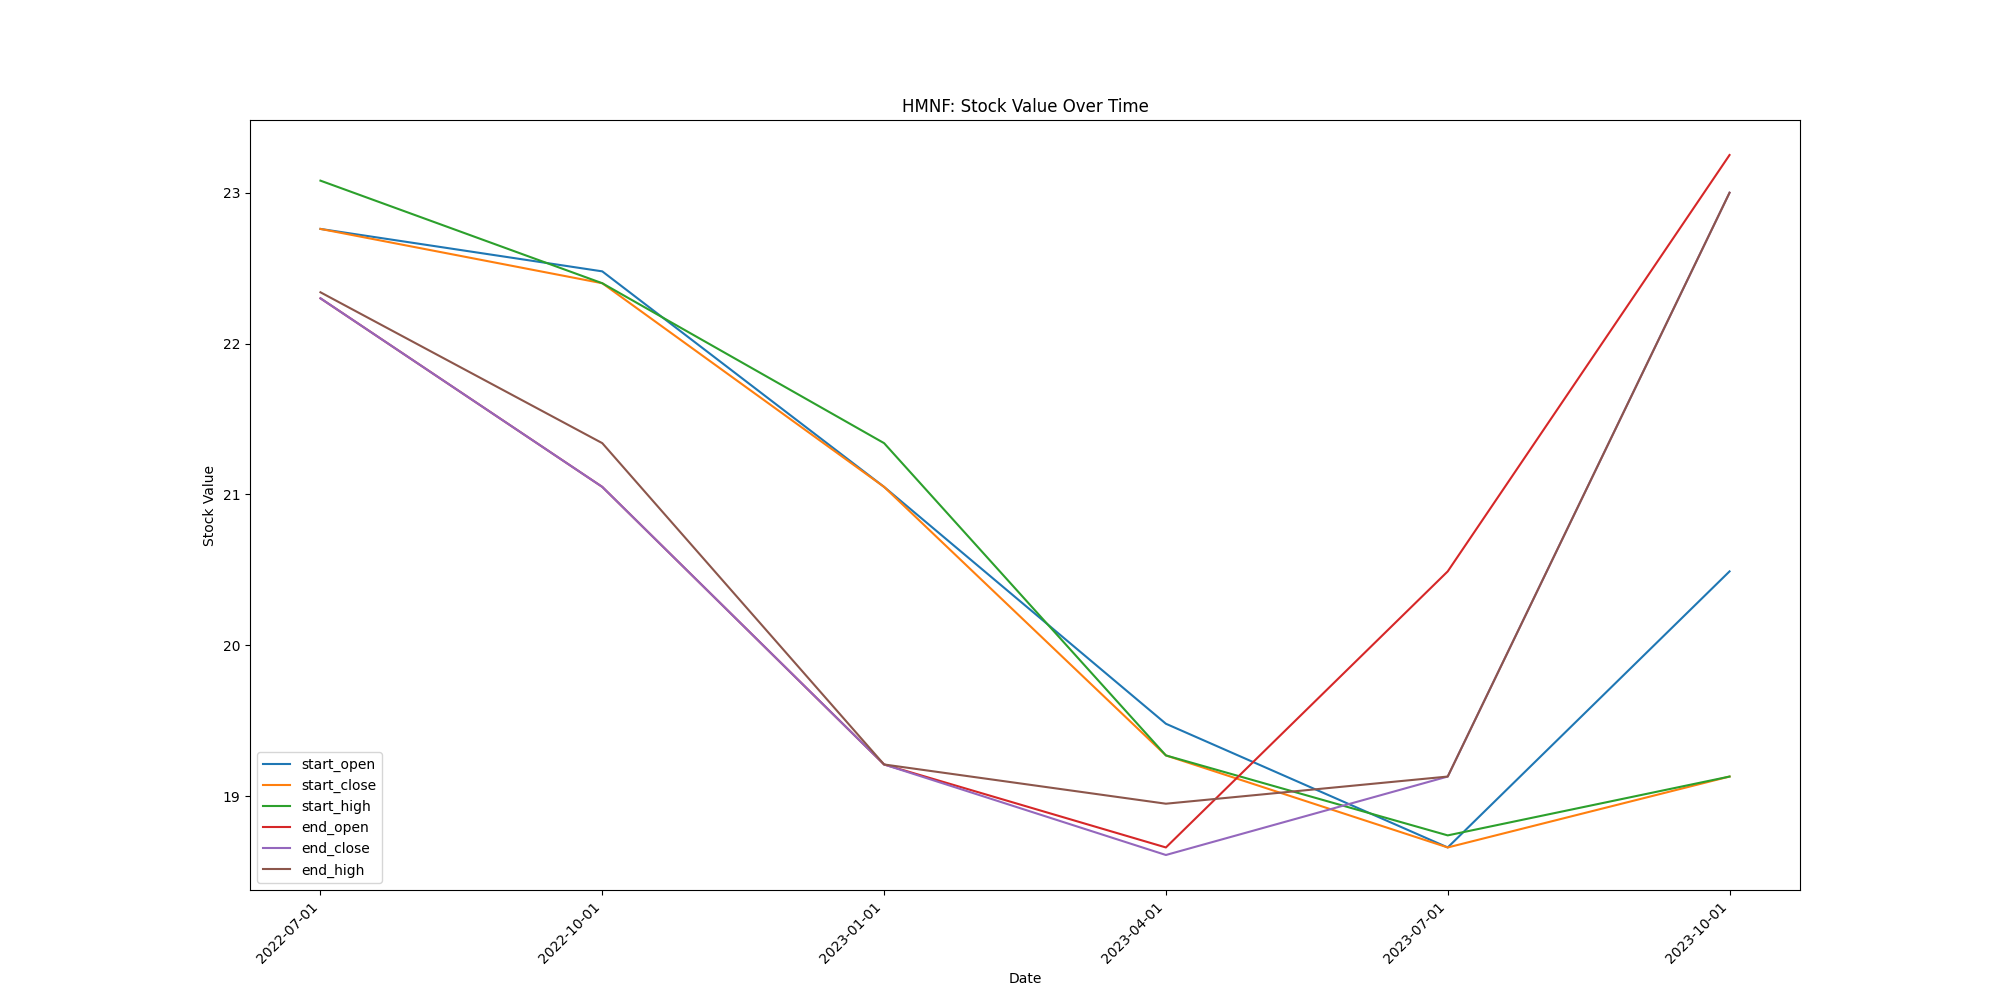 HMNF: Stock Value Over Time
Stock Value
23
22
21
20
19
start_open
start_close
start_high
end_open
end_close
end_high
2022-07-01
2022-10-01
2023-01-01
2023-04-01
2023-07-01
2023-10-01
Date